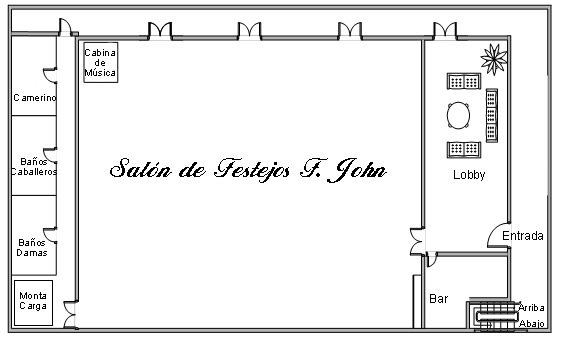 Cabina
de
Música
Camerino
Baños
Caballeros
Salón de Festejos F. John
Lobby
Entrada
Baños
Damas
Monta
Carga
Bar
Arriba
Abajo